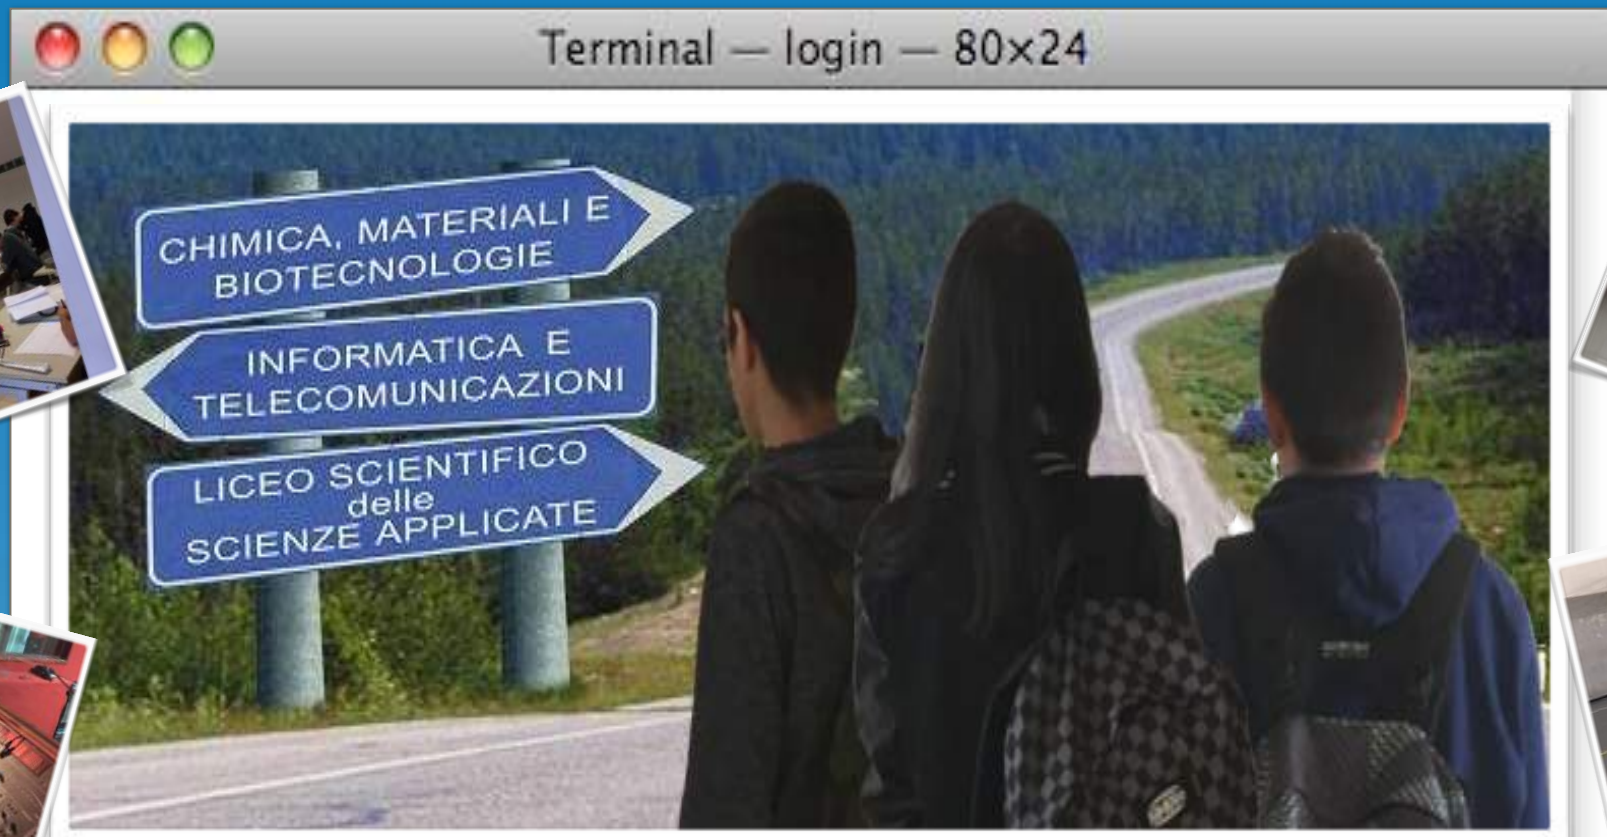 Terminal — login — 80×24
CHIMICA, MATERIALI E
BIOTECNOLOGIE
INFORMATICA E
TELECOMUNICAZIONI
LICEO SCIENTIFICO
delle
SCIENZE APPLICATE